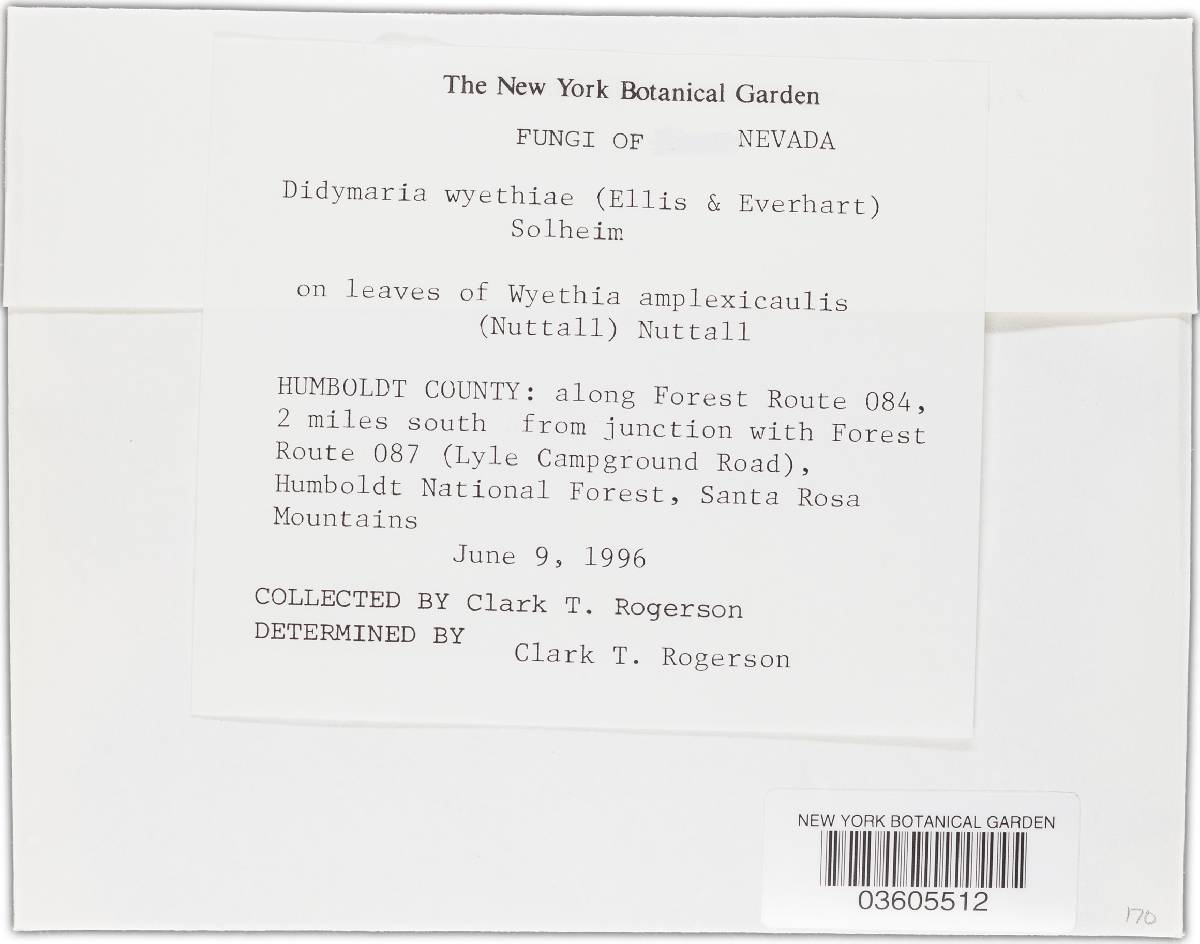 The New York Botanical Garden
FUNGI OF NEVADA
Didymaria wyethiae (Ellis & Everhart)
Solheim
on leaves of Wyethia amplexicaulis
(Nuttall) Nuttall
HUMBOLDT COUNTY: along Forest Route 084,
2 miles south from junction with Forest
Route 087 (Lyle Campground Road),
Humboldt National Forest, Santa Rosa
Mountains
June 9, 1996
COLLECTED BY Clark T. Rogerson
DETERMINED BY
Clark T. Rogerson
NEW YORK BOTANICAL GARDEN
03605512
170